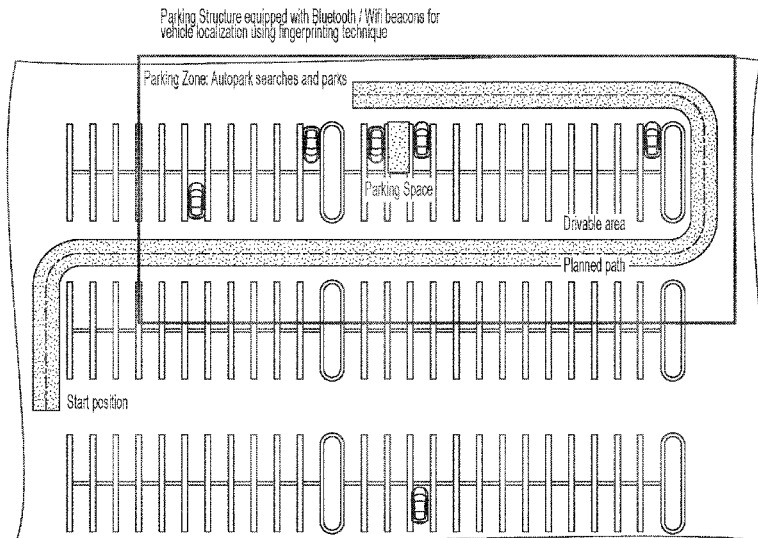 Parking Structure equipped with Bluetooth / Wifi beacons for
vehicle localization using fingerprinting technique
Parking Zone: Autopark searches and parks
Parking Space
Drivable area
Planned path
Start position